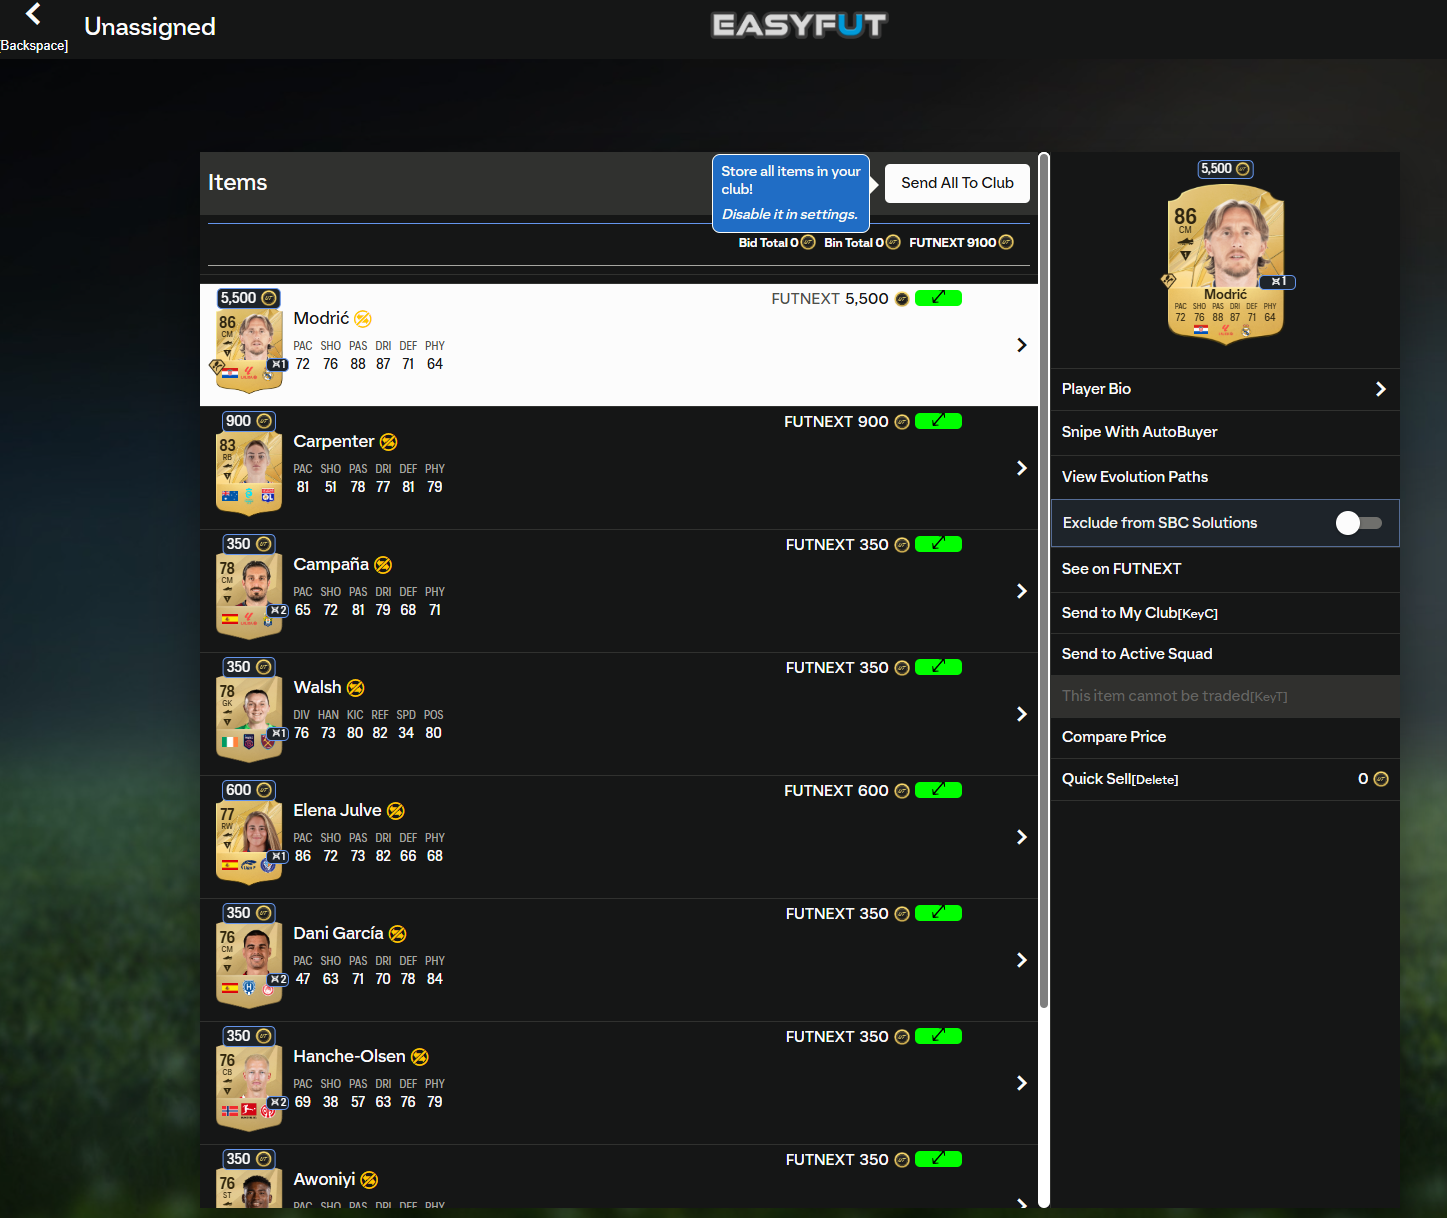 Unassigned
EASYFUT
[Backspace]
Items
Store all items in your
club!
Disable it in settings.
Send All To Club
Bid Total 0 Bin Total 0 FUTNEXT 9100
5,500
86
CM
Modrić
FUTNEXT 5,500
PAC SHO PAS DRI DEF PHY
72 76 88 87 71 64
1
900
83
RB
Carpenter
FUTNEXT 900
PAC SHO PAS DRI DEF PHY
81 51 78 77 81 79
350
78
CM
Campaña
FUTNEXT 350
PAC SHO PAS DRI DEF PHY
65 72 81 79 68 71
2
350
78
GK
Walsh
FUTNEXT 350
DIV HAN KIC REF SPD POS
76 73 80 82 34 80
1
600
77
RW
Elena Julve
FUTNEXT 600
PAC SHO PAS DRI DEF PHY
86 72 73 82 66 68
1
350
76
CM
Dani García
FUTNEXT 350
PAC SHO PAS DRI DEF PHY
47 63 71 70 78 84
2
350
76
CB
Hanche-Olsen
FUTNEXT 350
PAC SHO PAS DRI DEF PHY
69 38 57 63 76 79
2
350
76
ST
Awoniyi
FUTNEXT 350
PAC SHO PAS DRI DEF PHY
5,500
86
CM
1
Modrić
PAC SHO PAS DRI DEF PHY
72 76 88 87 71 64
Player Bio
Snipe With AutoBuyer
View Evolution Paths
Exclude from SBC Solutions
See on FUTNEXT
Send to My Club[KeyC]
Send to Active Squad
This item cannot be traded[KeyT]
Compare Price
Quick Sell[Delete] 0